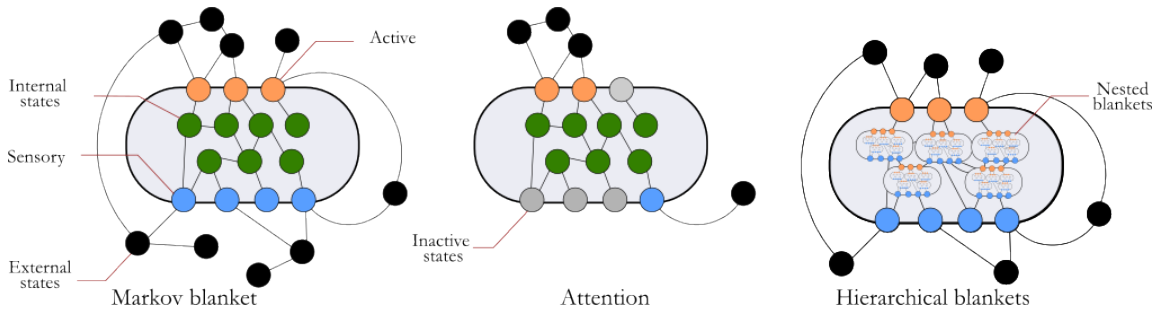 Active
Internal
states
Sensory
External
states
Markov blanket
Inactive
states
Attention
Nested
blankets
Hierarchical blankets